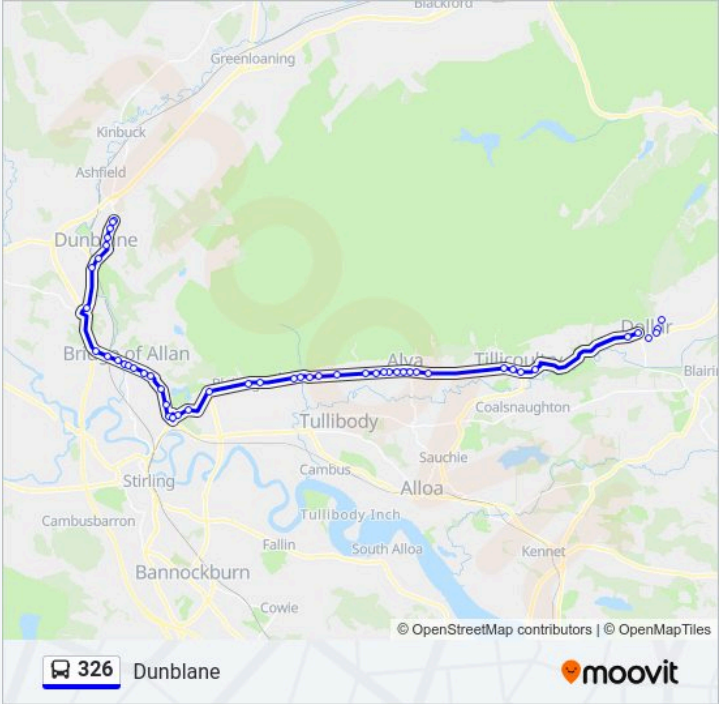 Blackford
Greenloaning
Kinbuck
Ashfield
Dunblane
Dollar
Bridge of Allan
Alva
Tillicoultry
Blairin
Coalsnaughton
Tullibody
Sauchie
Cambus
Stirling
Alloa
Tullibody Inch
Cambusbarron
Fallin
South Alloa
Kennet
Bannockburn
Cowie
© OpenStreetMap contributors | © OpenMapTiles
326 Dunblane
moovit